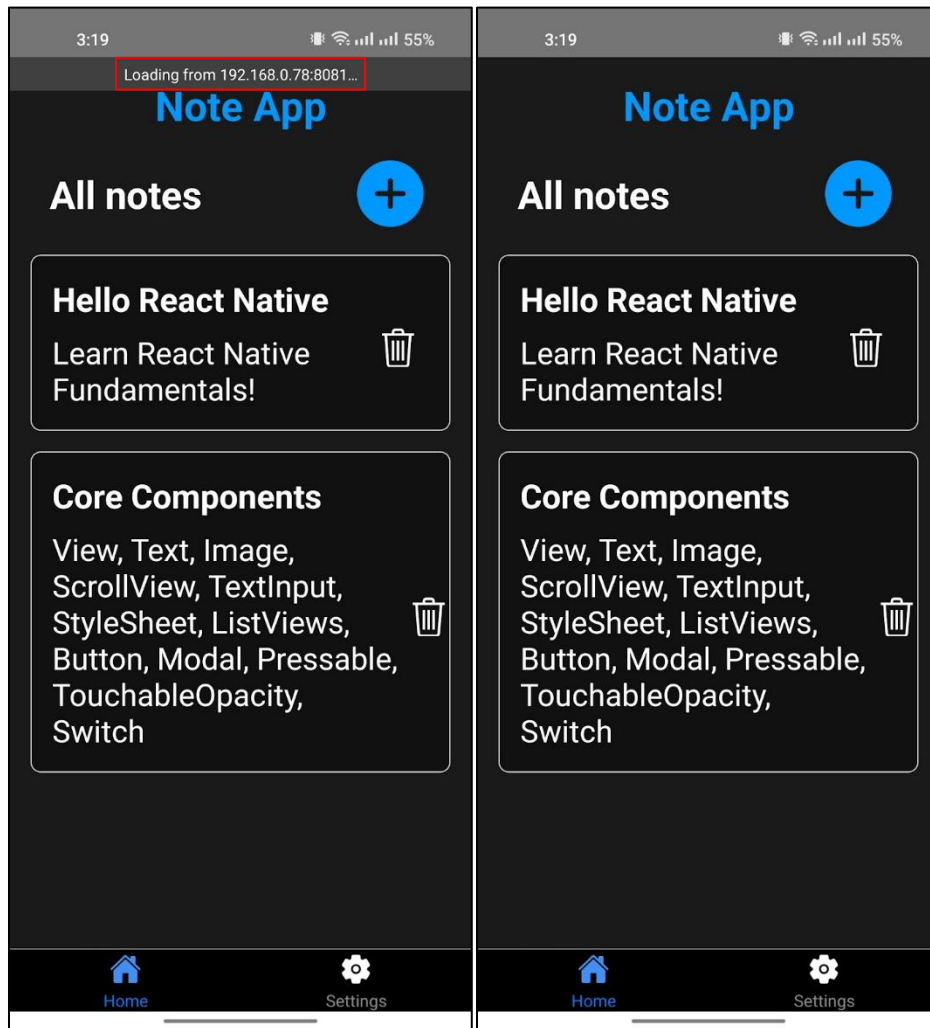 3:19
55%
Loading from 192.168.0.78:8081…
Note App
All notes
Hello React Native
Learn React Native
Fundamentals!
Core Components
View, Text, Image,
ScrollView, TextInput,
StyleSheet, ListViews,
Button, Modal, Pressable,
TouchableOpacity,
Switch
Home
Settings
3:19
55%
Note App
All notes
Hello React Native
Learn React Native
Fundamentals!
Core Components
View, Text, Image,
ScrollView, TextInput,
StyleSheet, ListViews,
Button, Modal, Pressable,
TouchableOpacity,
Switch
Home
Settings